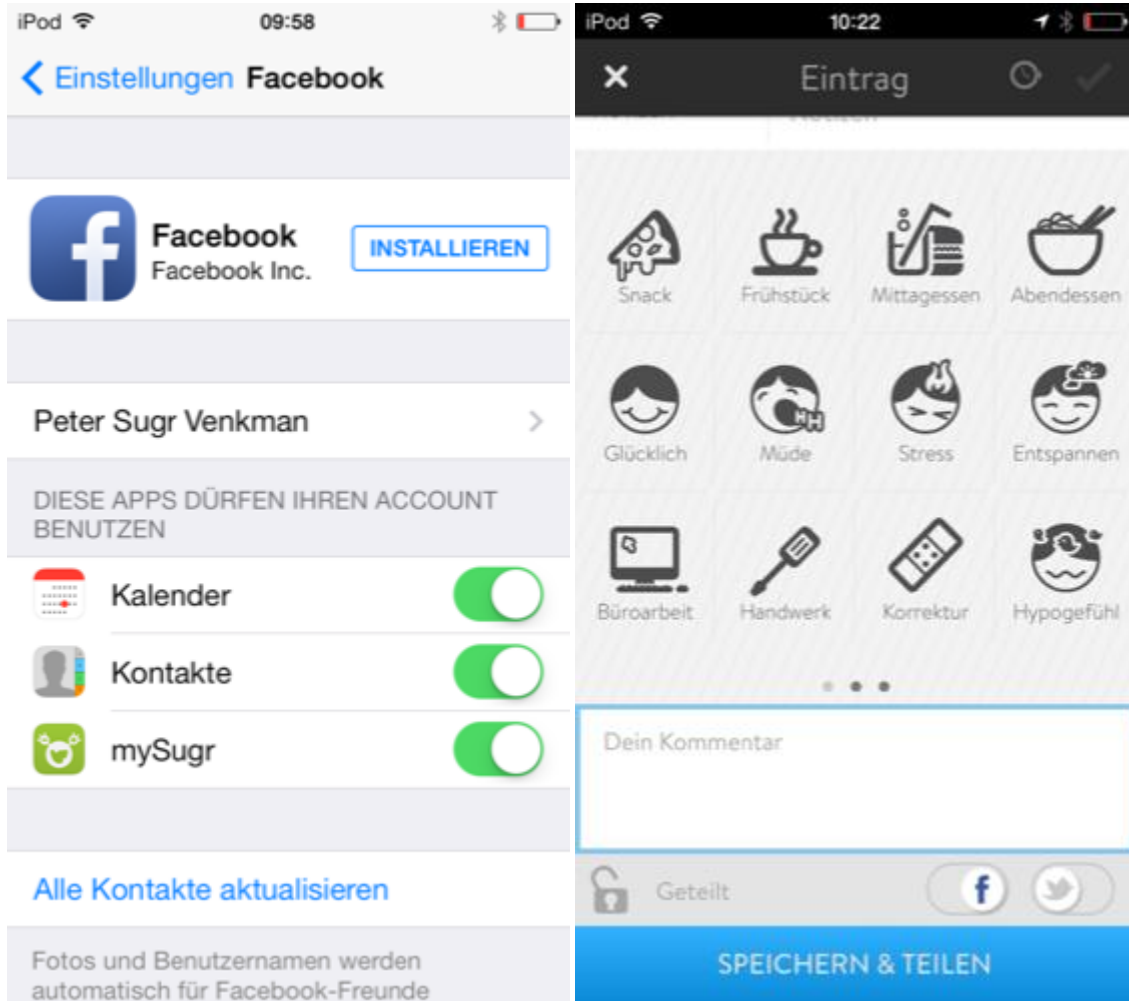 iPod 09:58
Einstellungen Facebook
Facebook
Facebook Inc.
INSTALLIEREN
Peter Sugr Venkman
DIESE APPS DÜRFEN IHREN ACCOUNT
BENUTZEN
Kalender
Kontakte
mySugr
Alle Kontakte aktualisieren
Fotos und Benutzernamen werden
automatisch für Facebook-Freunde
iPod 10:22
Eintrag
Notizen
Snack Frühstück Mittagessen Abendessen
Glücklich Müde Stress Entspannen
Büroarbeit Handwerk Korrektur Hypogefühl
Dein Kommentar
Geteilt
SPEICHERN & TEILEN